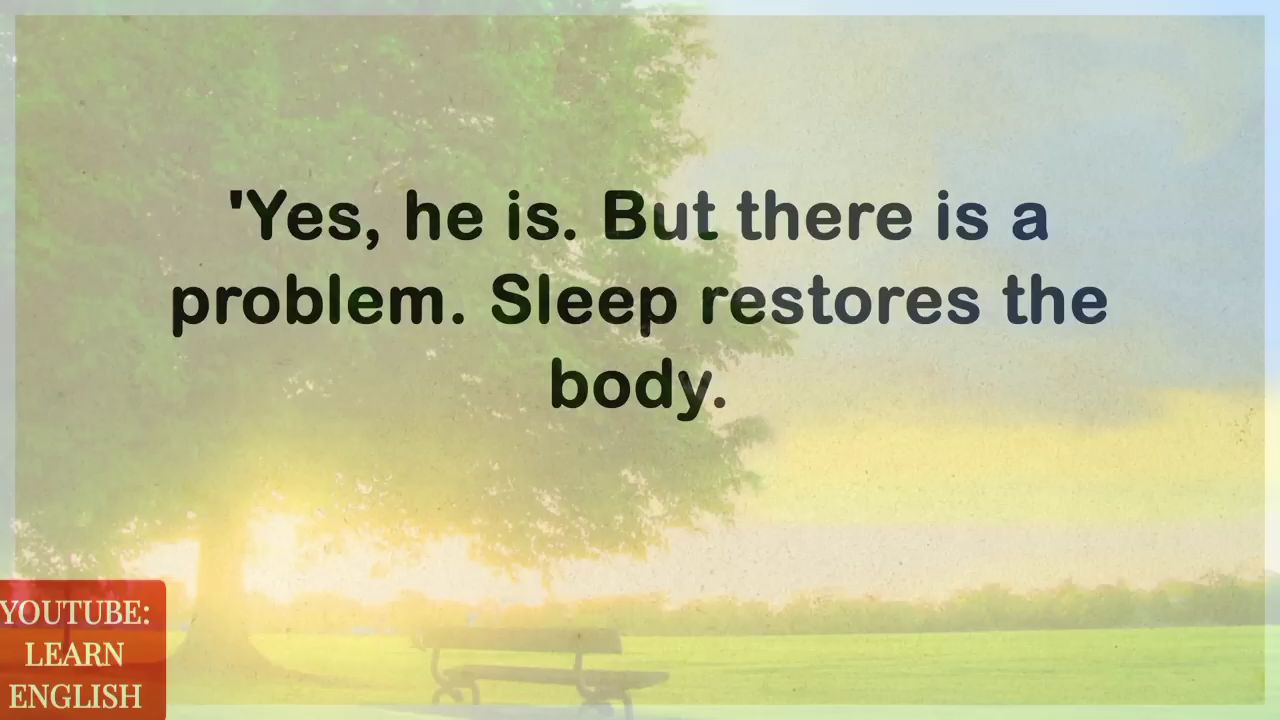 'Yes, he is. But there is a
problem. Sleep restores the
body.
YOUTUBE:
LEARN
ENGLISH